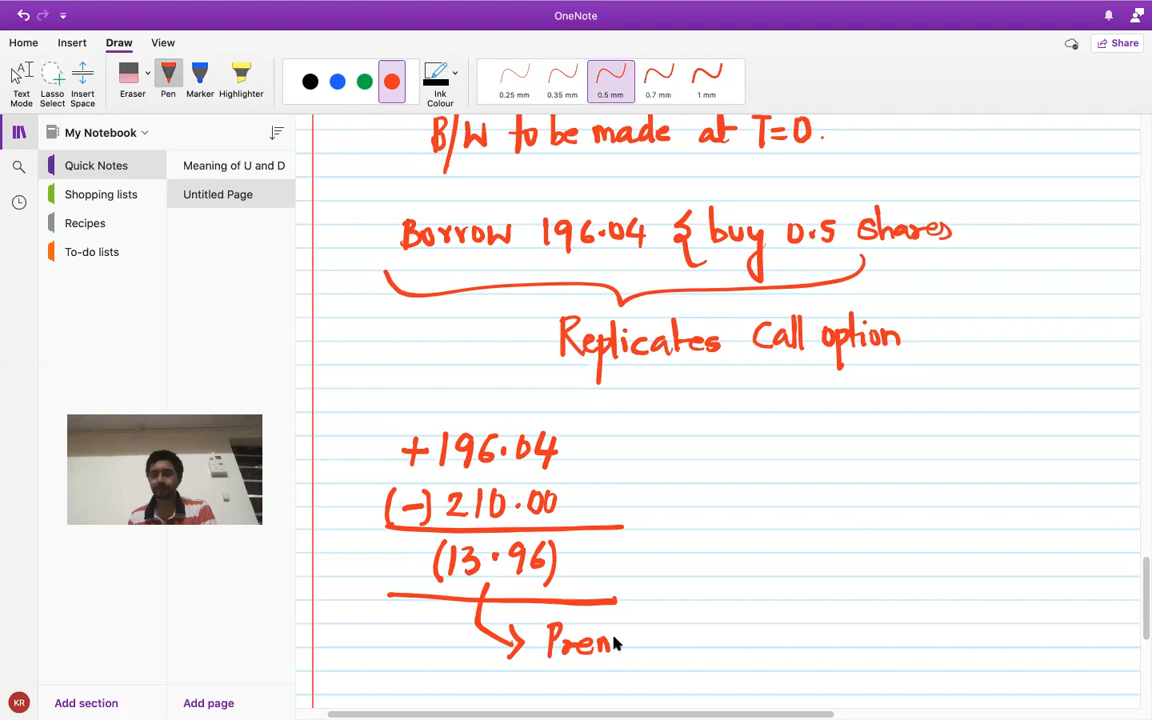 OneNote
Home Insert Draw View
Share
Text Mode
Lasso Select
Insert Space
Eraser
Pen
Marker
Highlighter
Ink Colour
0.25 mm
0.35 mm
0.5 mm
0.7 mm
1 mm
My Notebook
Quick Notes
Shopping lists
Recipes
To-do lists
Meaning of U and D
Untitled Page
B/W to be made at T=0.
Borrow 196.04 { buy 0.5 shares
Replicates Call option
+196.04
(-) 210.00
(13.96)
Pren
KR
Add section
Add page